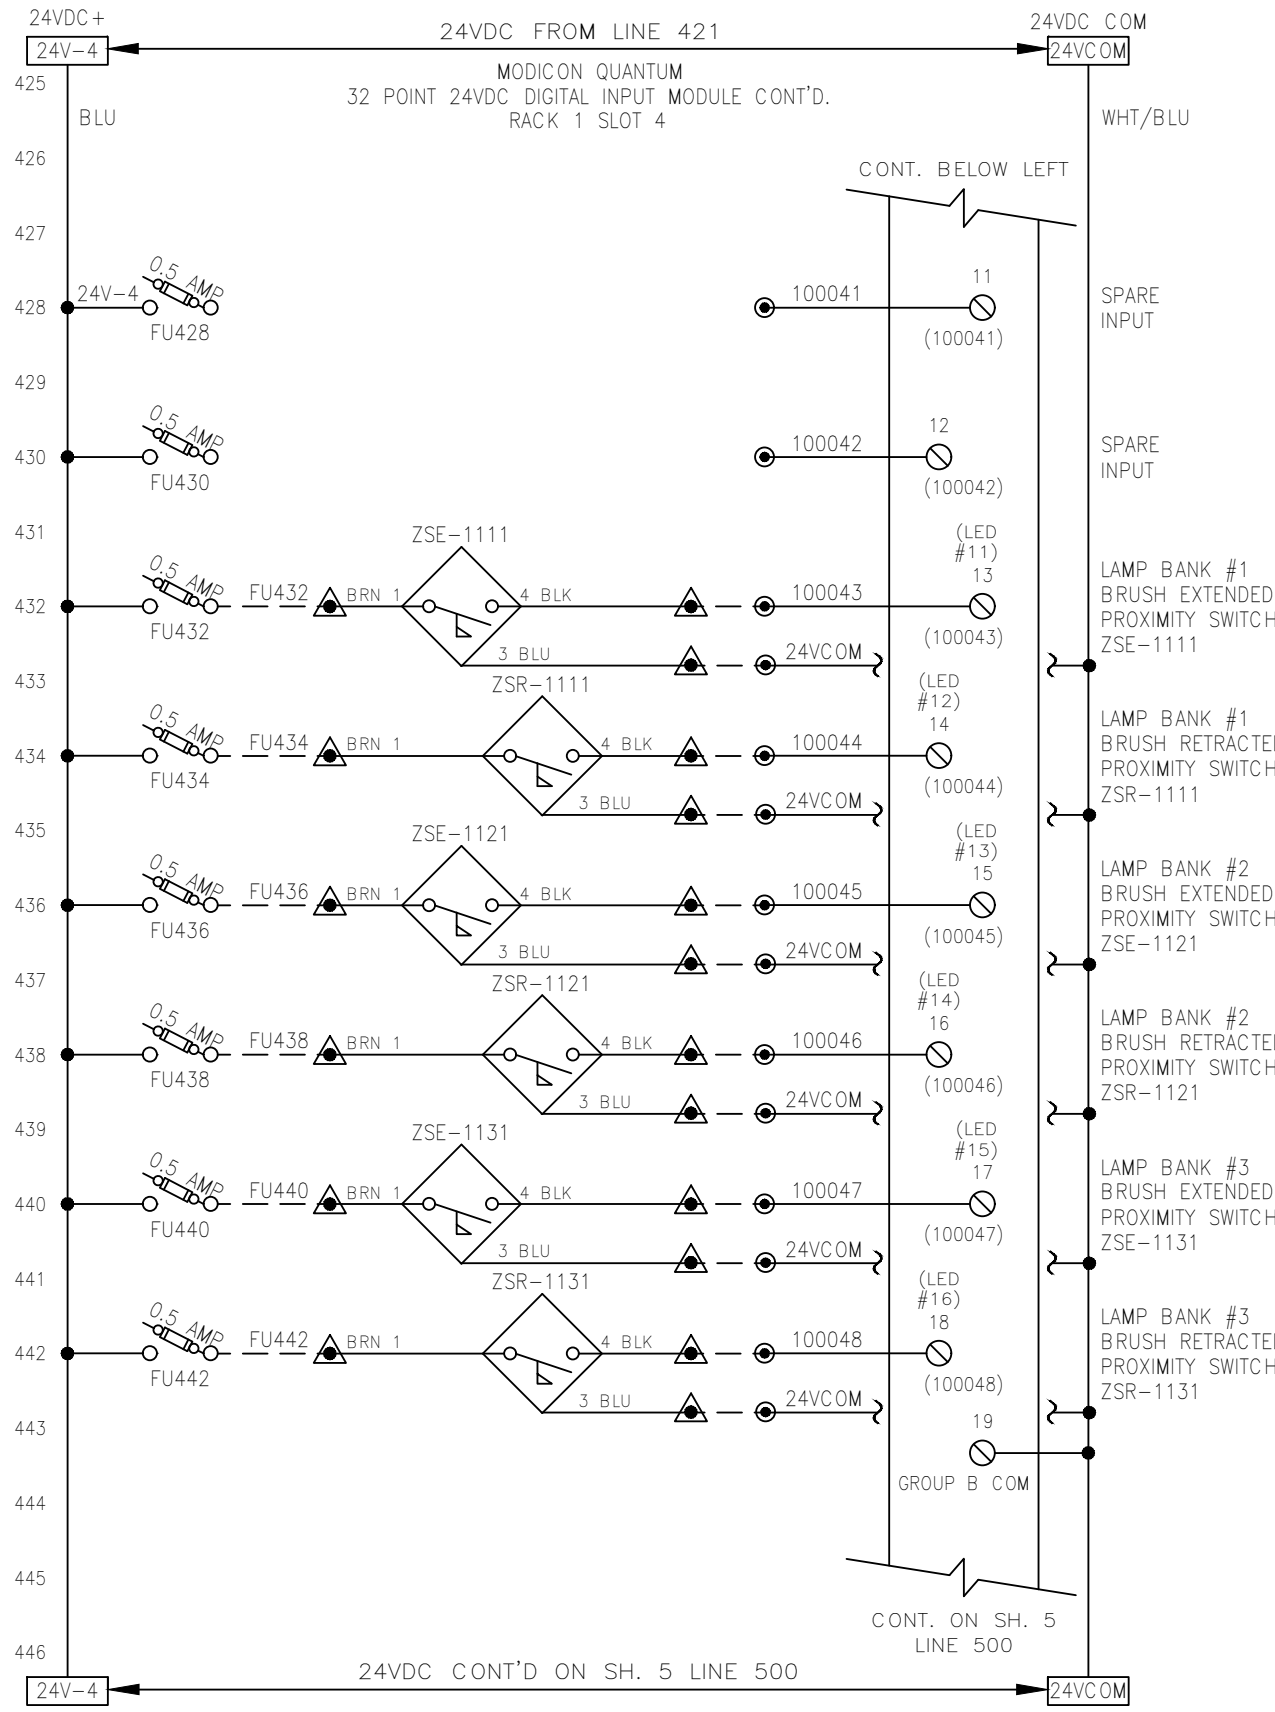 24VDC+
24VDC COM
24V-4
24VDC FROM LINE 421
24VCOM
425
MODICON QUANTUM
32 POINT 24VDC DIGITAL INPUT MODULE CONT'D.
RACK 1 SLOT 4
BLU
WHT/BLU
426
CONT. BELOW LEFT
427
0.5 AMP
11
428
24V-4
FU428
100041
(100041)
SPARE
INPUT
429
0.5 AMP
12
430
FU430
100042
(100042)
SPARE
INPUT
431
ZSE-1111
(LED
#11)
13
0.5 AMP
432
FU432
FU432
BRN 1
4 BLK
100043
(100043)
LAMP BANK #1
BRUSH EXTENDED
PROXIMITY SWITCH
ZSE-1111
3 BLU
24VCOM
433
ZSR-1111
(LED
#12)
14
0.5 AMP
434
FU434
FU434
BRN 1
4 BLK
100044
(100044)
LAMP BANK #1
BRUSH RETRACTE
PROXIMITY SWITCH
ZSR-1111
3 BLU
24VCOM
435
ZSE-1121
(LED
#13)
15
0.5 AMP
436
FU436
FU436
BRN 1
4 BLK
100045
(100045)
LAMP BANK #2
BRUSH EXTENDED
PROXIMITY SWITCH
ZSE-1121
3 BLU
24VCOM
437
ZSR-1121
(LED
#14)
16
0.5 AMP
438
FU438
FU438
BRN 1
4 BLK
100046
(100046)
LAMP BANK #2
BRUSH RETRACTE
PROXIMITY SWITCH
ZSR-1121
3 BLU
24VCOM
439
ZSE-1131
(LED
#15)
17
0.5 AMP
440
FU440
FU440
BRN 1
4 BLK
100047
(100047)
LAMP BANK #3
BRUSH EXTENDED
PROXIMITY SWITCH
ZSE-1131
3 BLU
24VCOM
441
ZSR-1131
(LED
#16)
18
0.5 AMP
442
FU442
FU442
BRN 1
4 BLK
100048
(100048)
LAMP BANK #3
BRUSH RETRACTE
PROXIMITY SWITCH
ZSR-1131
3 BLU
24VCOM
443
19
GROUP B COM
444
445
CONT. ON SH. 5
LINE 500
446
24V-4
24VDC CONT'D ON SH. 5 LINE 500
24VCOM